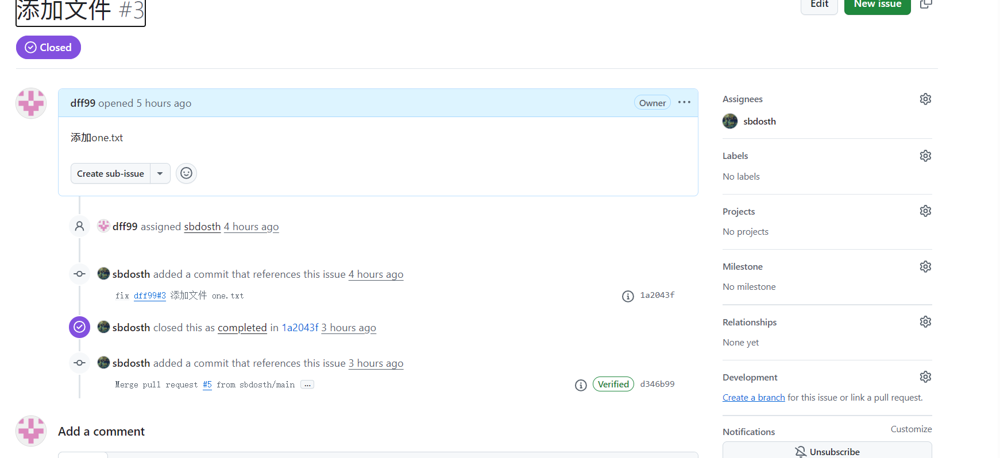 添加文件 #3
Edit
New issue
Closed
dff99 opened 5 hours ago
Owner
添加one.txt
Create sub-issue
dff99 assigned sbdosth 4 hours ago
sbdosth added a commit that references this issue 4 hours ago
fix dff99#3 添加文件 one.txt
1a2043f
sbdosth closed this as completed in 1a2043f 3 hours ago
sbdosth added a commit that references this issue 3 hours ago
Merge pull request #5 from sbdosth/main ...
Verified
d346b99
Add a comment
Assignees
sbdosth
Labels
No labels
Projects
No projects
Milestone
No milestone
Relationships
None yet
Development
Create a branch for this issue or link a pull request.
Notifications
Customize
Unsubscribe